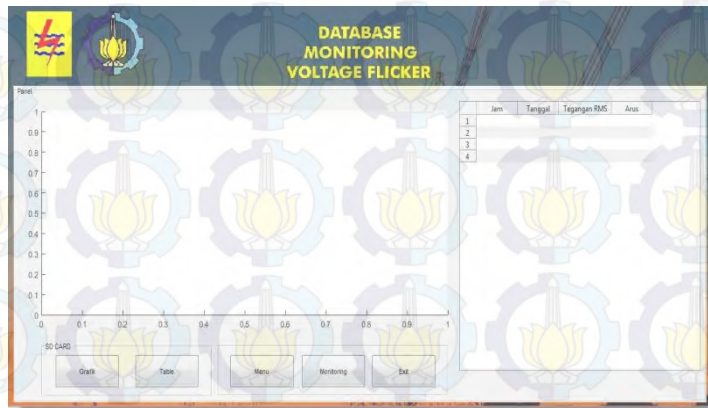 DATABASE
MONITORING
VOLTAGE FLICKER
Panel
1
0.9
0.8
0.7
0.6
0.5
0.4
0.3
0.2
0.1
0
0 0.1 0.2 0.3 0.4 0.5 0.6 0.7 0.8 0.9 1
Jam Tanggal Tegangan RMS Arus
1
2
3
4
SD CARD
Grafik Table Menu Monitoring Exit